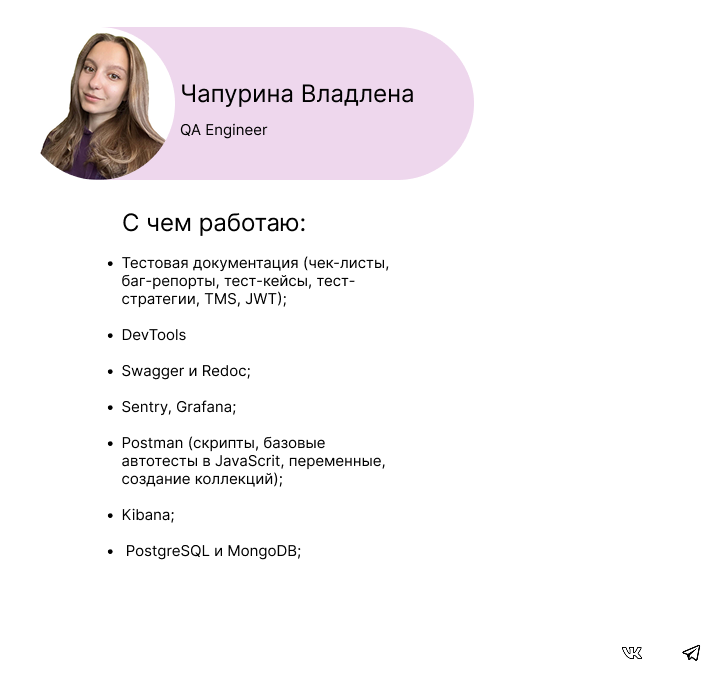 Чапурина Владлена
QA Engineer
С чем работаю:
• Тестовая документация (чек-листы,
баг-репорты, тест-кейсы, тест-
стратегии, TMS, JWT);
• DevTools
• Swagger и Redoc;
• Sentry, Grafana;
• Postman (скрипты, базовые
автотесты в JavaScrit, переменные,
создание коллекций);
• Kibana;
• PostgreSQL и MongoDB;